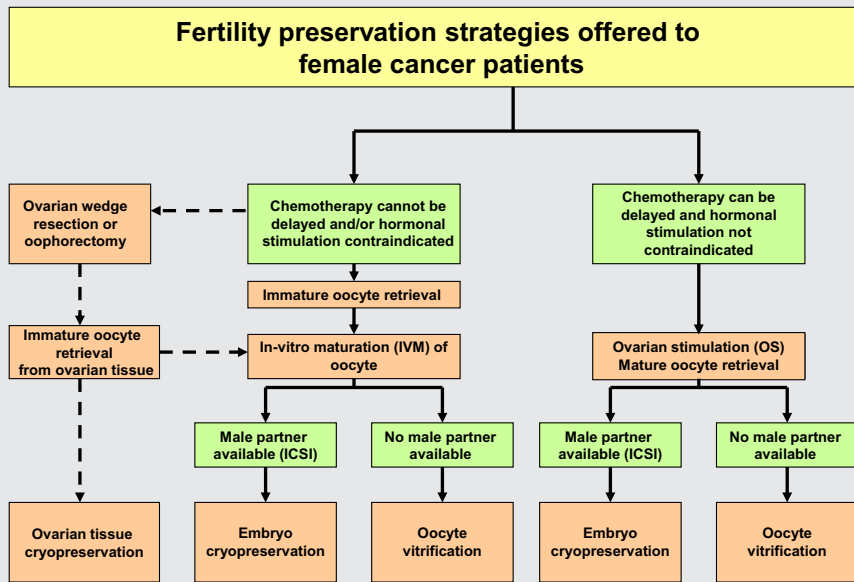 Fertility preservation strategies offered to
female cancer patients
Ovarian wedge
resection or
oophorectomy
Chemotherapy cannot be
delayed and/or hormonal
stimulation contraindicated
Chemotherapy can be
delayed and hormonal
stimulation not
contraindicated
Immature oocyte retrieval
Immature oocyte
retrieval
from ovarian tissue
In-vitro maturation (IVM) of
oocyte
Ovarian stimulation (OS)
Mature oocyte retrieval
Male partner
available (ICSI)
No male partner
available
Male partner
available (ICSI)
No male partner
available
Ovarian tissue
cryopreservation
Embryo
cryopreservation
Oocyte
vitrification
Embryo
cryopreservation
Oocyte
vitrification